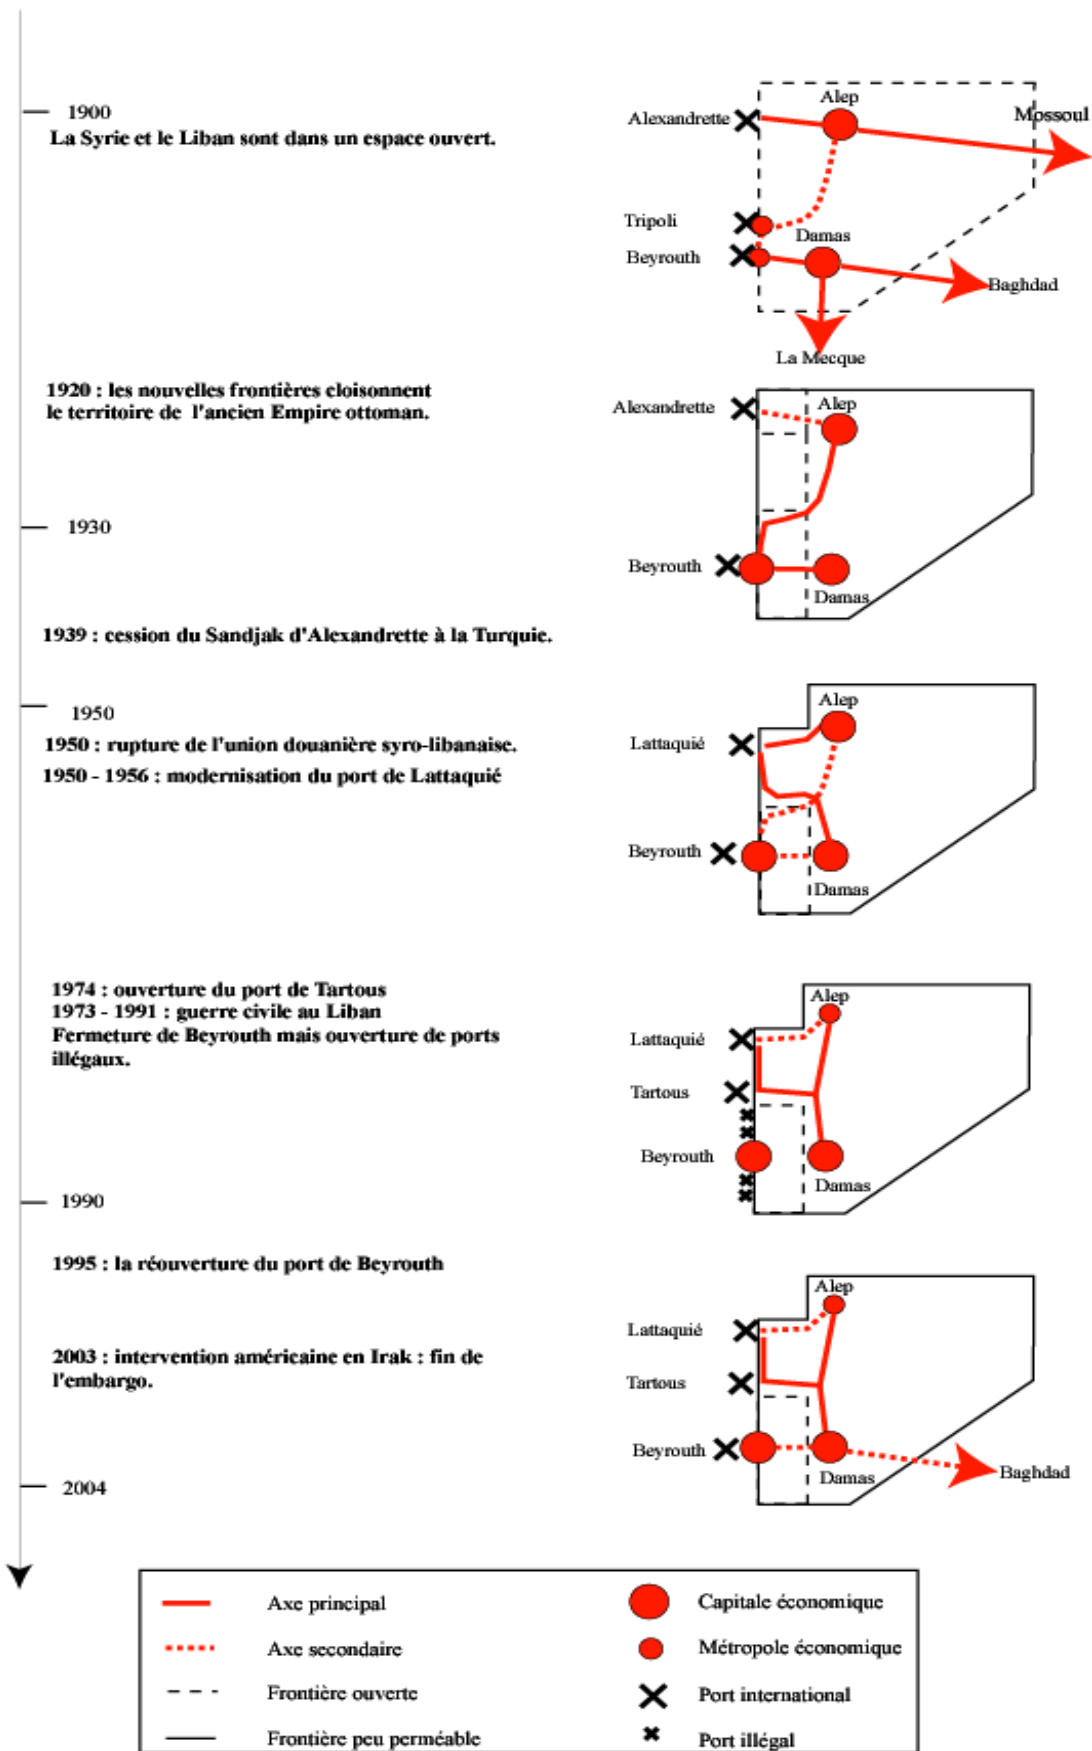 1900
La Syrie et le Liban sont dans un espace ouvert.
Alep
Alexandrette
Mossoul
Tripoli
Damas
Beyrouth
Baghdad
La Mecque
1920 : les nouvelles frontières cloisonnent
le territoire de l'ancien Empire ottoman.
Alexandrette
Alep
1930
Beyrouth
Damas
1939 : cession du Sandjak d'Alexandrette à la Turquie.
1950
1950 : rupture de l'union douanière syro-libanaise.
1950 - 1956 : modernisation du port de Lattaquié
Alep
Lattaquié
Beyrouth
Damas
1974 : ouverture du port de Tartous
1973 - 1991 : guerre civile au Liban
Fermeture de Beyrouth mais ouverture de ports
illégaux.
Alep
Lattaquié
Tartous
Beyrouth
Damas
1990
1995 : la réouverture du port de Beyrouth
2003 : intervention américaine en Irak : fin de
l'embargo.
Alep
Lattaquié
Tartous
Beyrouth
Damas
Baghdad
2004
Axe principal
Capitale économique
Axe secondaire
Métropole économique
Frontière ouverte
Port international
Frontière peu perméable
Port illégal